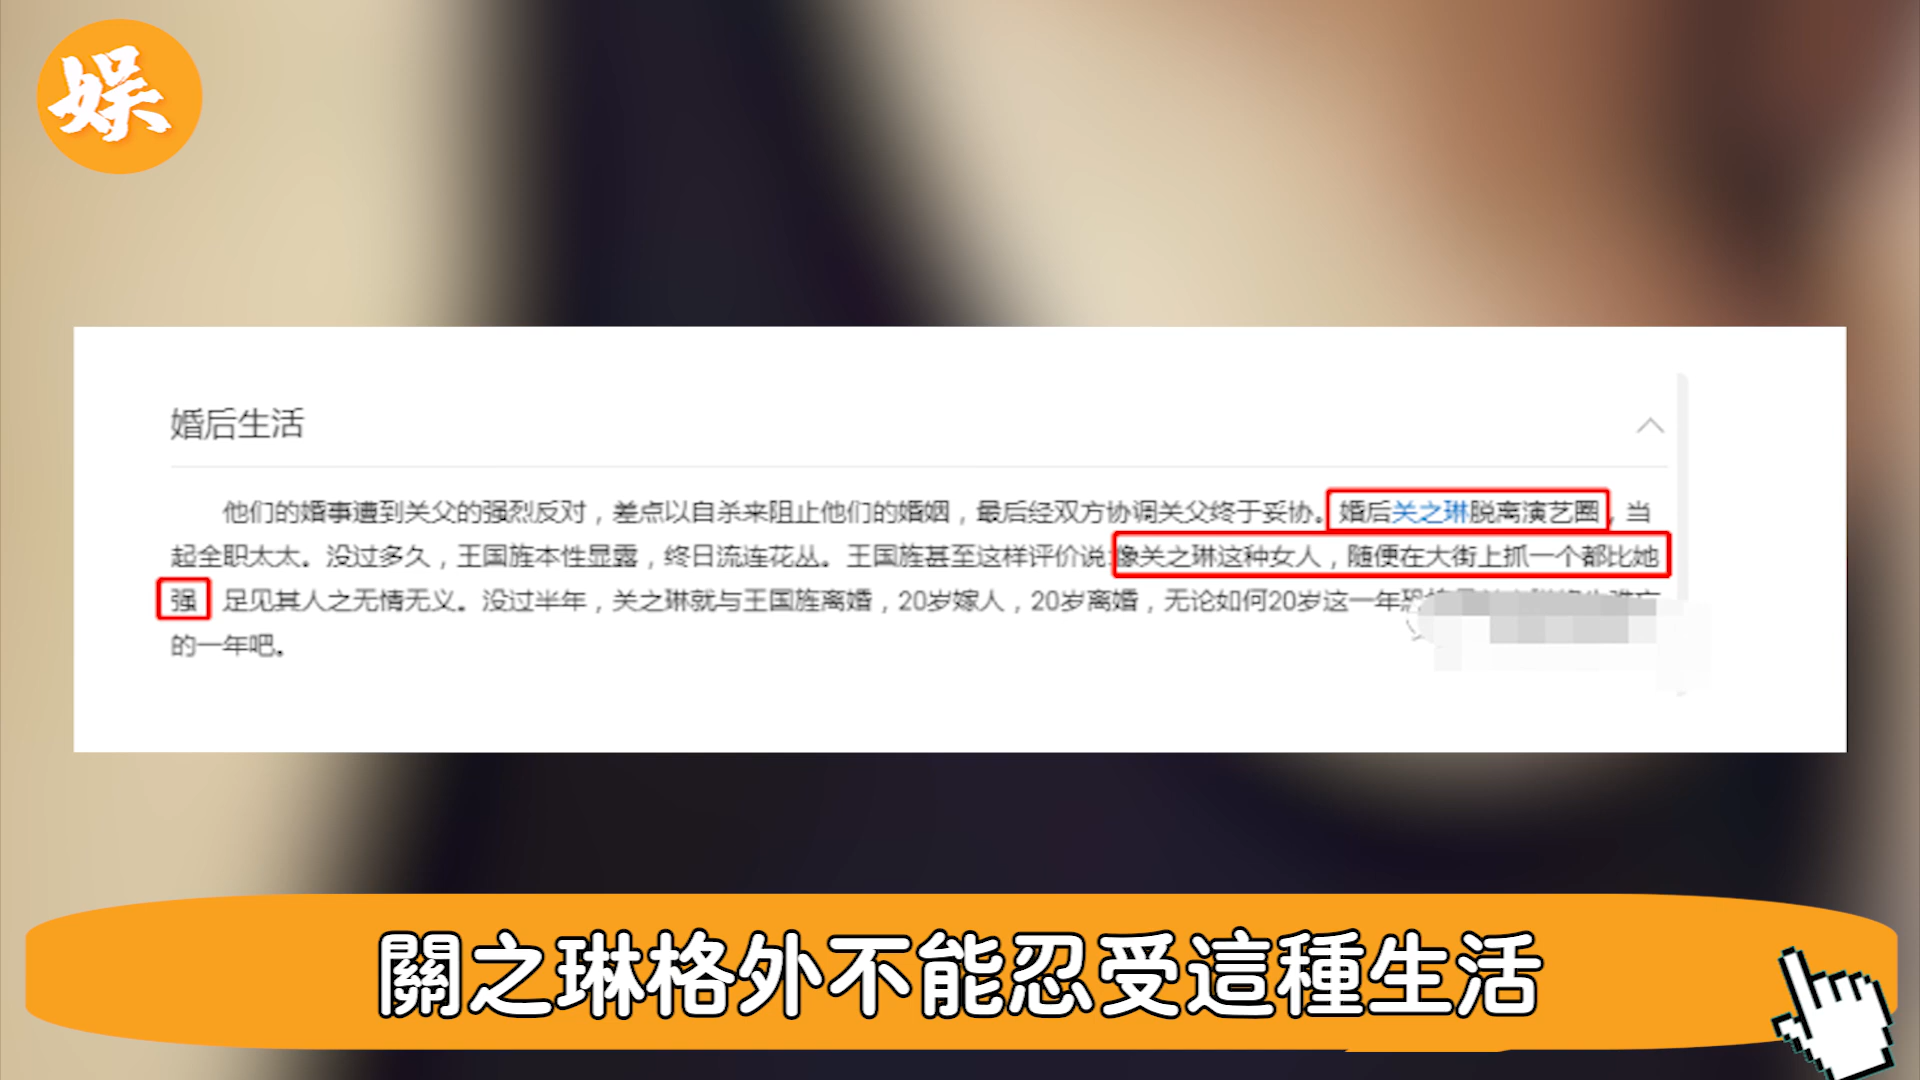 娱
婚后生活
他们的婚事遭到关父的强烈反对，差点以自杀来阻止他们的婚姻，最后经双方协调关父终于妥协。婚后关之琳脱离演艺圈，当
起全职太太。没过多久，王国旌本性显露，终日流连花丛。王国旌甚至这样评价说:像关之琳这种女人，随便在大街上抓一个都比她
强 足见其人之无情无义。没过半年，关之琳就与王国旌离婚，20岁嫁人，20岁离婚，无论如何20岁这一年
的一年吧。
關之琳格外不能忍受這種生活